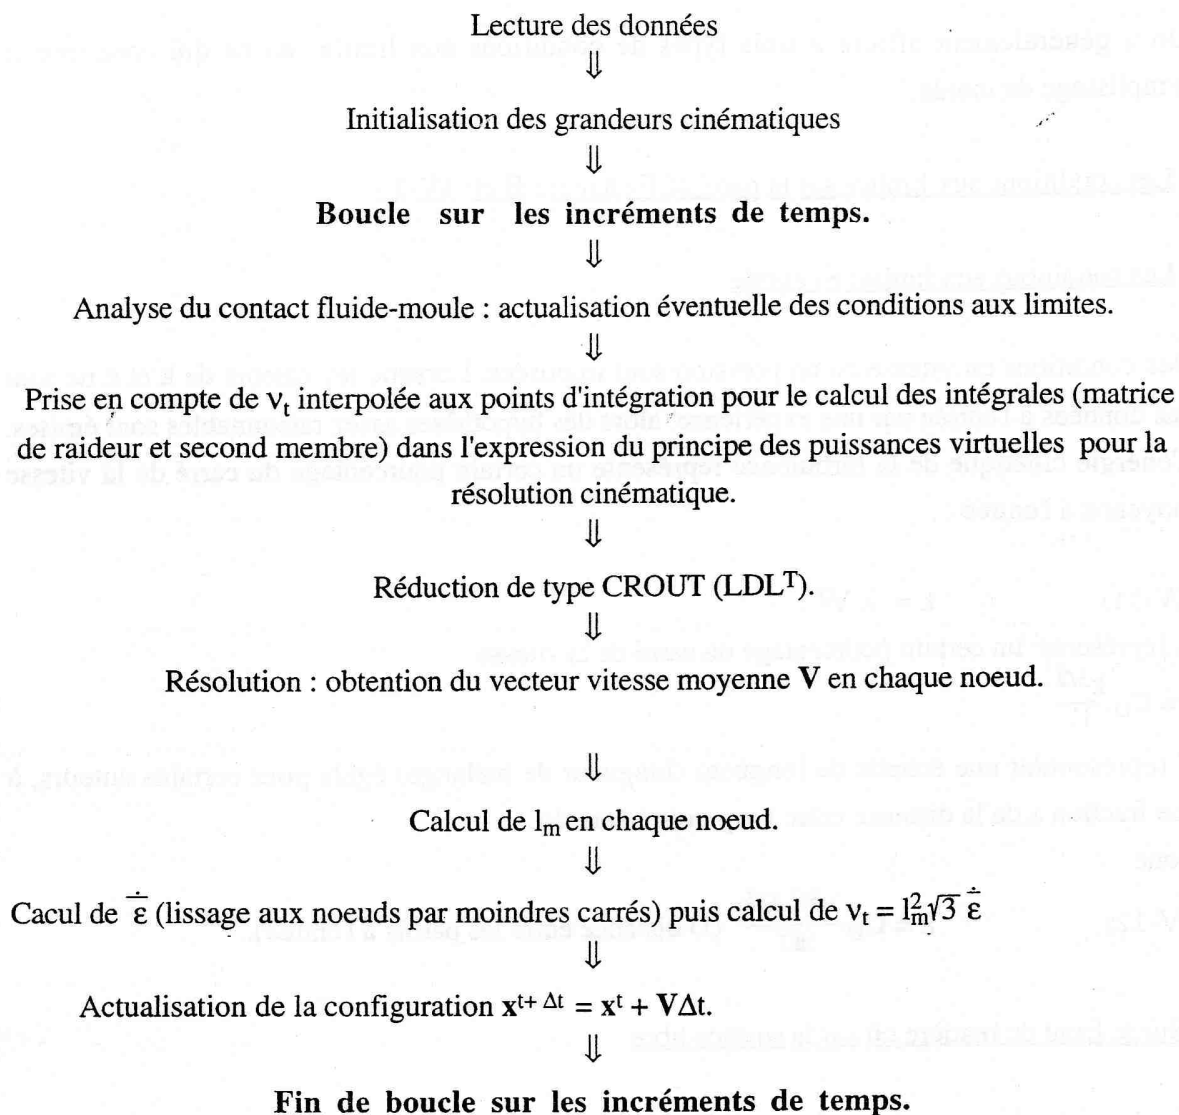 Lecture des données
⇓
Initialisation des grandeurs cinématiques
⇓
Boucle sur les incréments de temps.
⇓
Analyse du contact fluide-moule : actualisation éventuelle des conditions aux limites.
⇓
Prise en compte de νt interpolée aux points d'intégration pour le calcul des intégrales (matrice
de raideur et second membre) dans l'expression du principe des puissances virtuelles pour la
résolution cinématique.
⇓
Réduction de type CROUT (LDL^T).
⇓
Résolution : obtention du vecteur vitesse moyenne V en chaque noeud.
⇓
Calcul de lm en chaque noeud.
⇓
Cacul de ε̄̇ (lissage aux noeuds par moindres carrés) puis calcul de νt = lm²√3 ε̄̇
⇓
Actualisation de la configuration x^(t+ Δt) = x^t + VΔt.
⇓
Fin de boucle sur les incréments de temps.